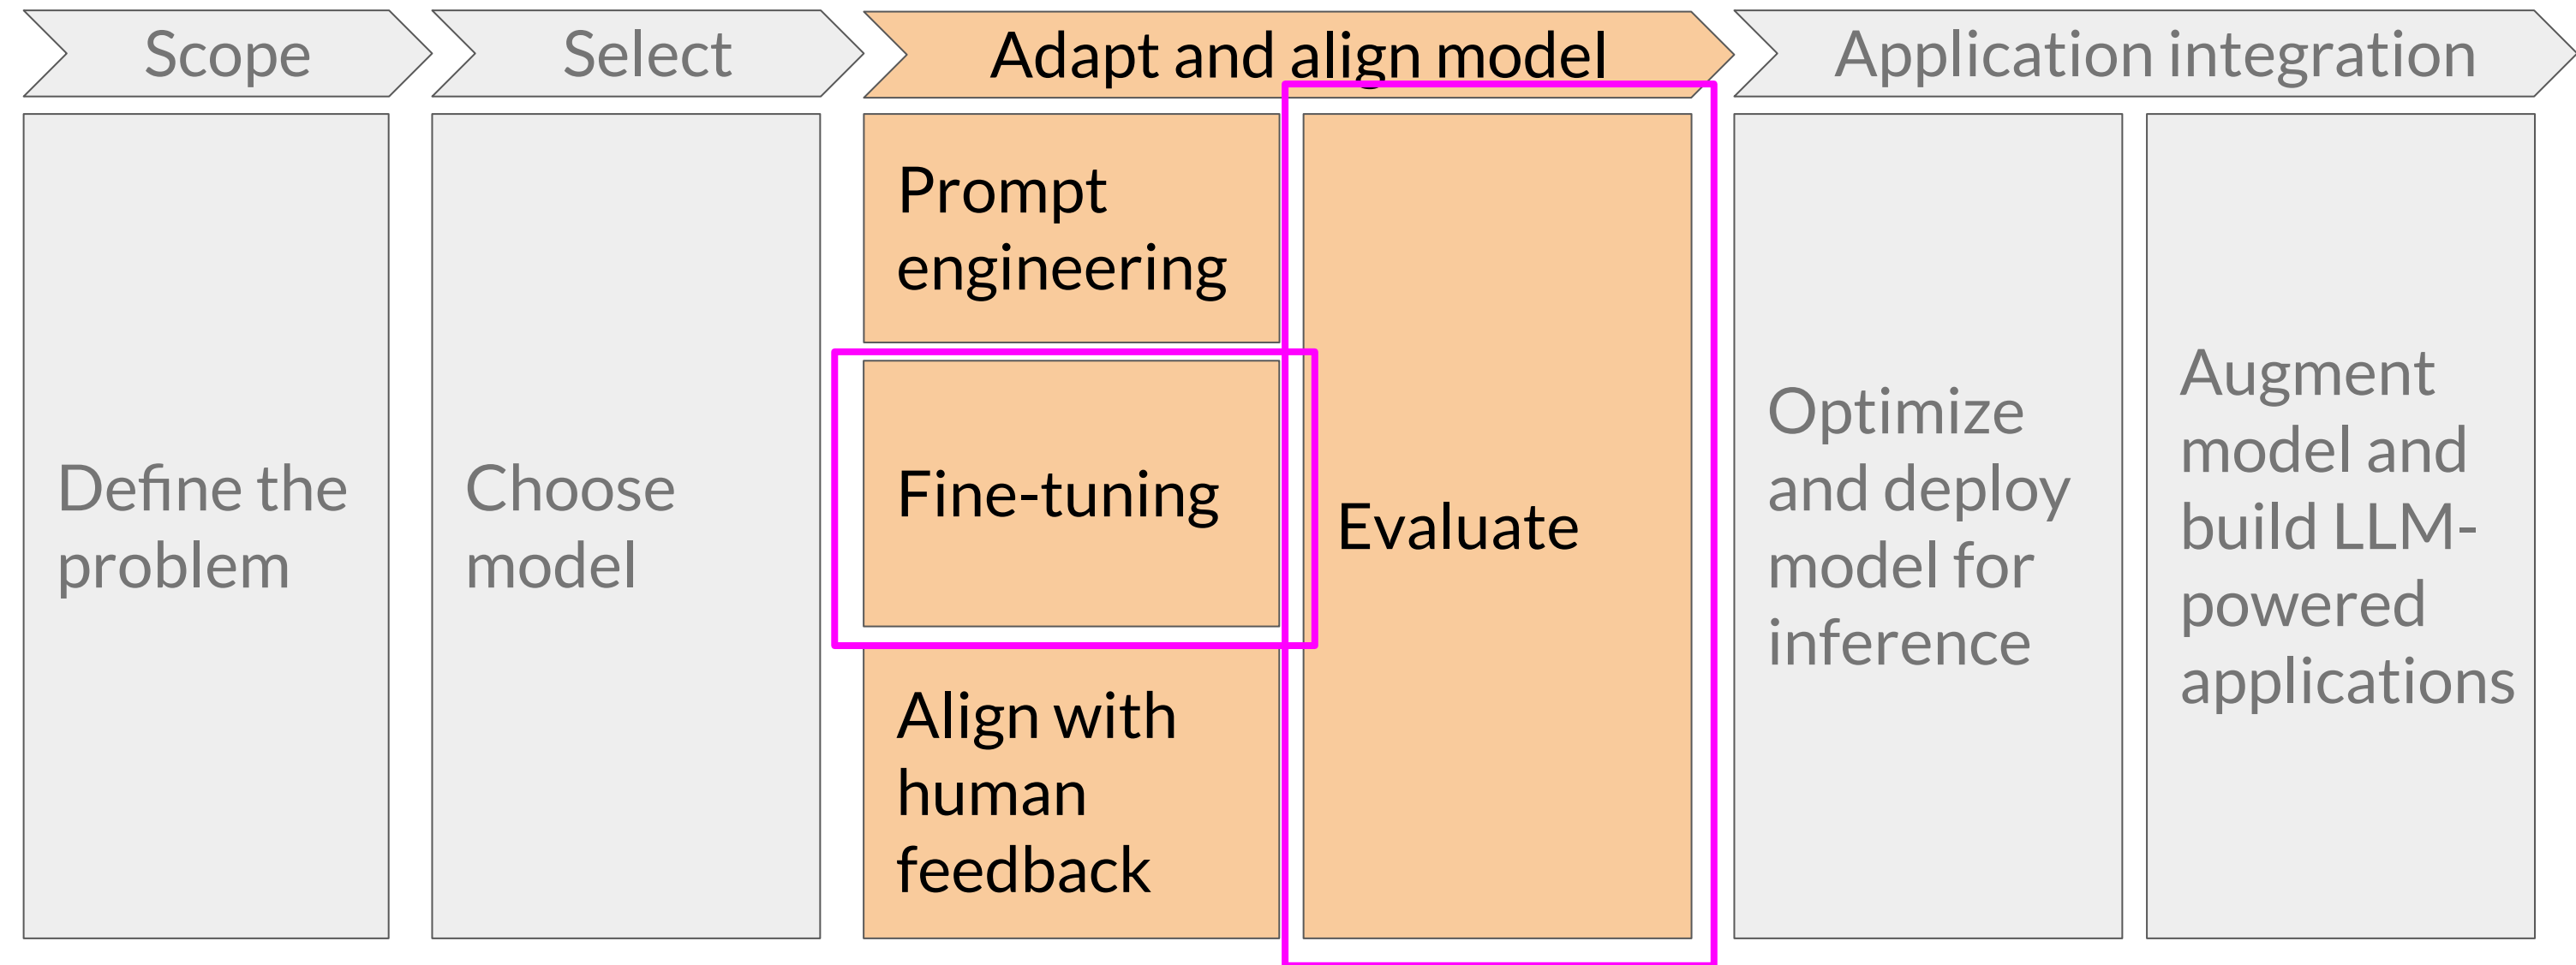 Scope
Select
Adapt and align model
Application integration
Define the
problem
Choose
model
Prompt
engineering
Fine-tuning
Align with
human
feedback
Evaluate
Optimize
and deploy
model for
inference
Augment
model and
build LLM-
powered
applications